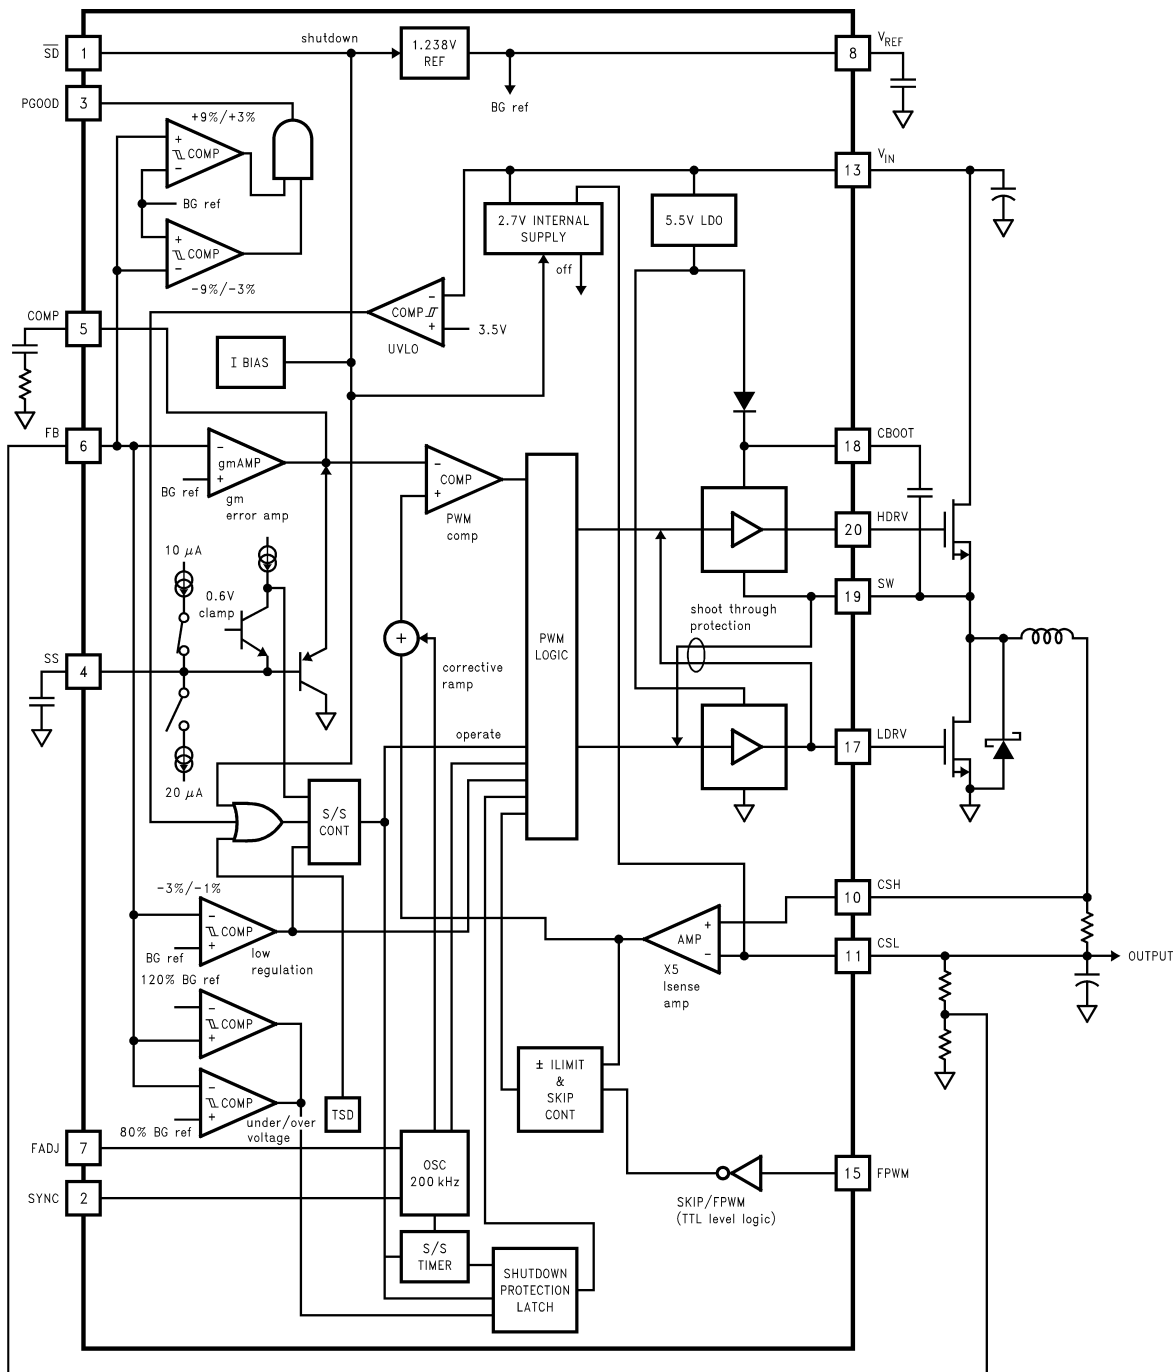 shutdown
SD
1
1.238V
REF
8
VREF
BG ref
PGOOD
3
+9%/+3%
+
COMP
-
BG ref
+
COMP
-
-9%/-3%
13
VIN
2.7V INTERNAL
SUPPLY
5.5V LDO
off
COMP
5
-
COMP
+
3.5V
UVLO
I BIAS
FB
6
-
gmAMP
+
BG ref
gm
error amp
-
COMP
+
PWM
comp
18
CBOOT
20
HDRV
10 μA
0.6V
clamp
19
SW
shoot through
protection
+
PWM
LOGIC
SS
4
corrective
ramp
operate
17
LDRV
20 μA
S/S
CONT
-3%/-1%
-
COMP
+
BG ref
low
regulation
10
CSH
+
AMP
-
X5
Isense
amp
11
CSL
OUTPUT
120% BG ref
-
COMP
+
-
COMP
+
80% BG ref
under/over
voltage
TSD
± ILIMIT
&
SKIP
CONT
FADJ
7
OSC
200 kHz
SYNC
2
15
FPWM
SKIP/FPWM
(TTL level logic)
S/S
TIMER
SHUTDOWN
PROTECTION
LATCH